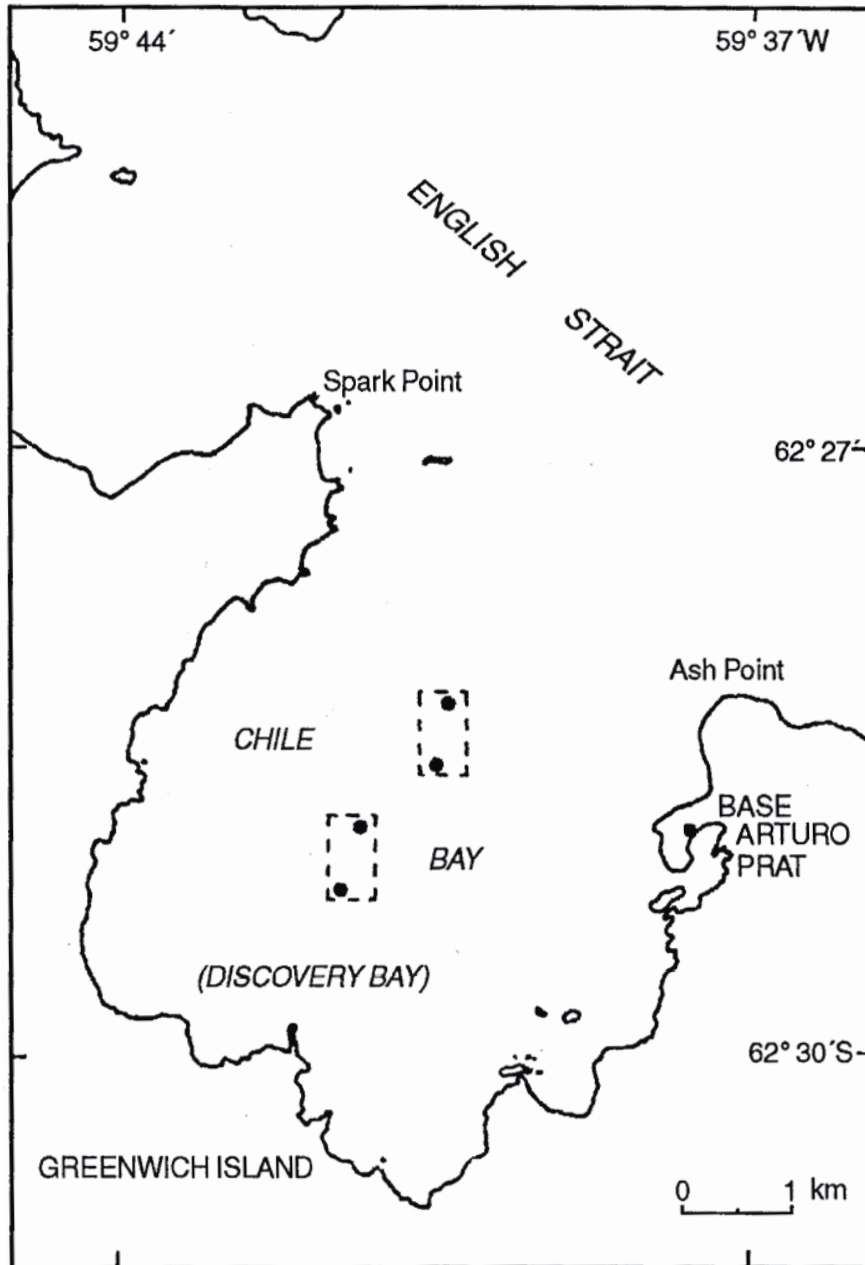 59° 44´
59° 37´W
ENGLISH
STRAIT
Spark Point
62° 27´
Ash Point
CHILE
BASE
ARTURO
PRAT
BAY
(DISCOVERY BAY)
62° 30´S
GREENWICH ISLAND
0 1 km